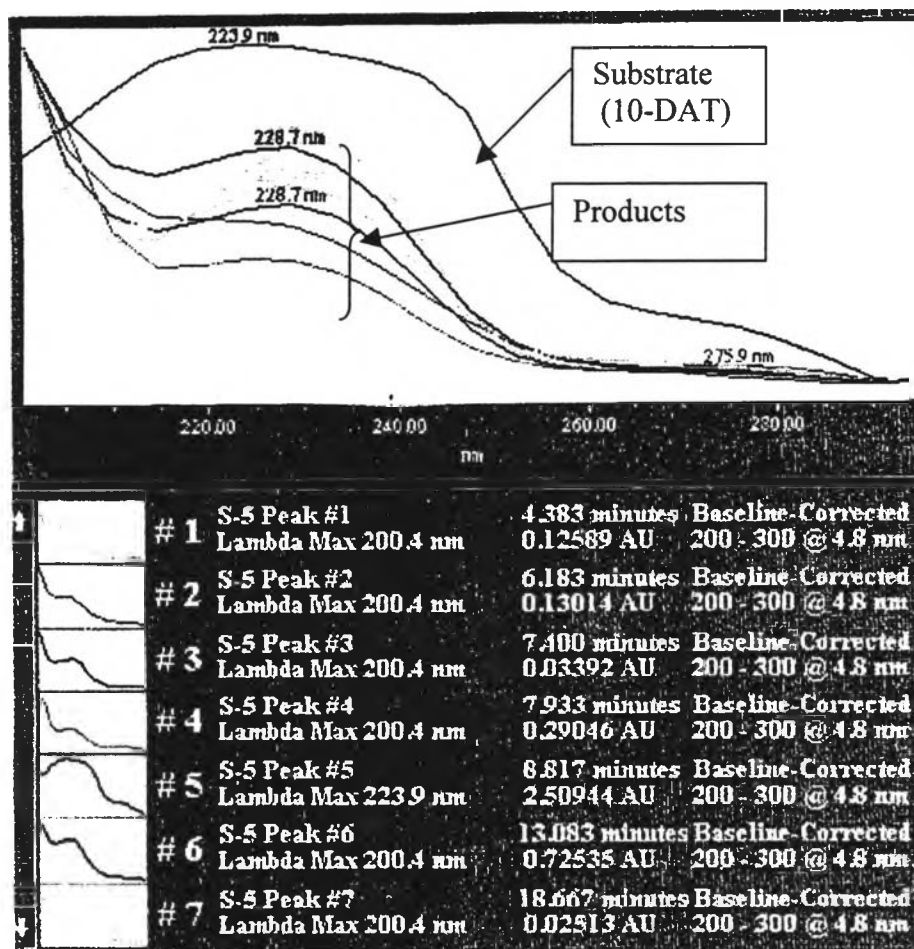 223.9 nm
Substrate
(10-DAT)
228.7 nm
228.7 nm
Products
275.9 nm
220.00 240.00 260.00 280.00
nm
# 1 S-5 Peak #1 4.383 minutes Baseline-Corrected
Lambda Max 200.4 nm 0.12589 AU 200 - 300 @ 4.8 nm
# 2 S-5 Peak #2 6.183 minutes Baseline-Corrected
Lambda Max 200.4 nm 0.13014 AU 200 - 300 @ 4.8 nm
# 3 S-5 Peak #3 7.400 minutes Baseline-Corrected
Lambda Max 200.4 nm 0.03392 AU 200 - 300 @ 4.8 nm
# 4 S-5 Peak #4 7.933 minutes Baseline-Corrected
Lambda Max 200.4 nm 0.29046 AU 200 - 300 @ 4.8 nm
# 5 S-5 Peak #5 8.817 minutes Baseline-Corrected
Lambda Max 223.9 nm 2.50944 AU 200 - 300 @ 4.8 nm
# 6 S-5 Peak #6 13.083 minutes Baseline-Corrected
Lambda Max 200.4 nm 0.72535 AU 200 - 300 @ 4.8 nm
# 7 S-5 Peak #7 18.667 minutes Baseline-Corrected
Lambda Max 200.4 nm 0.02513 AU 200 - 300 @ 4.8 nm